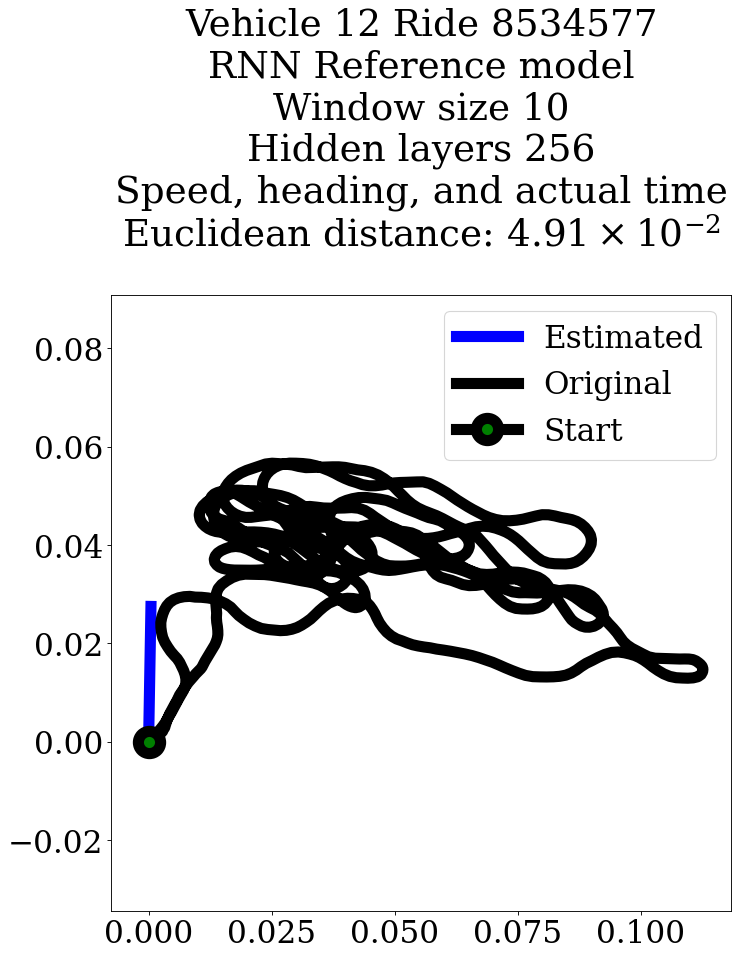 Vehicle 12 Ride 8534577
RNN Reference model
Window size 10
Hidden layers 256
Speed, heading, and actual time
Euclidean distance: 4.91 × 10⁻²
Estimated
Original
Start
0.08
0.06
0.04
0.02
0.00
−0.02
0.000 0.025 0.050 0.075 0.100